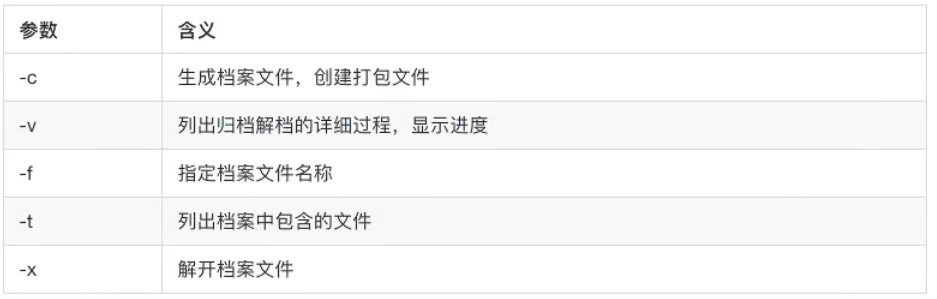 参数 含义
-c 生成档案文件，创建打包文件
-v 列出归档解档的详细过程，显示进度
-f 指定档案文件名称
-t 列出档案中包含的文件
-x 解开档案文件